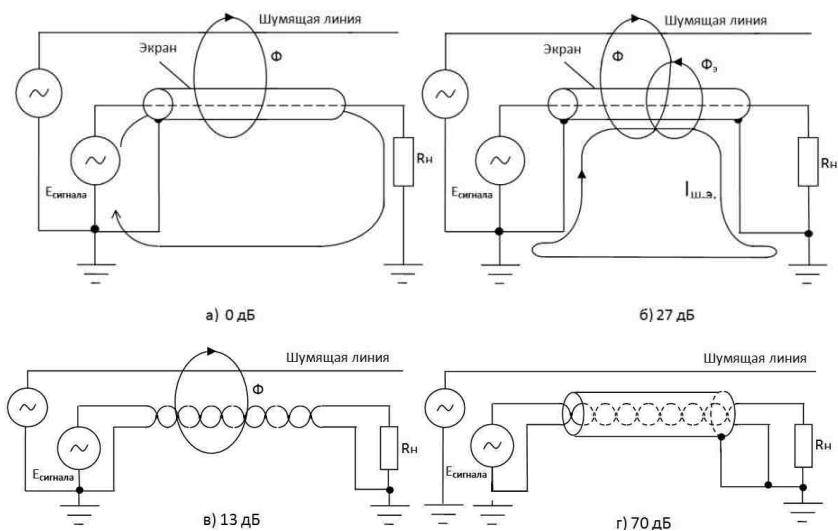 Шумящая линия
Экран
Ф
Eсигнала
Rн
а) 0 дБ
Шумящая линия
Экран
Ф
Фэ
Eсигнала
Iш.э.
Rн
б) 27 дБ
Шумящая линия
Ф
Eсигнала
Rн
в) 13 дБ
Шумящая линия
Eсигнала
Rн
г) 70 дБ